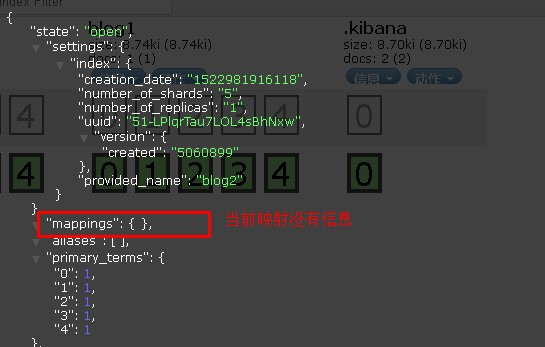 Index Filter
{
"state": "open",
"settings": {
"index": {
"creation_date": "1522981916118",
"number_of_shards": "5",
"number_of_replicas": "1",
"uuid": "51-LPlqrTau7LOL4sBhNxw",
"version": {
"created": "5060899"
},
"provided_name": "blog2"
}
}
"mappings": { },
当前映射没有信息
"aliases": [ ],
"primary_terms": {
"0": 1,
"1": 1,
"2": 1,
"3": 1,
"4": 1
},
.kibana
size: 8.70ki (8.70ki)
docs: 2 (2)
信息 动作
size: 8.74ki (8.74ki)
4 0
4 0 1 2 3 4 0